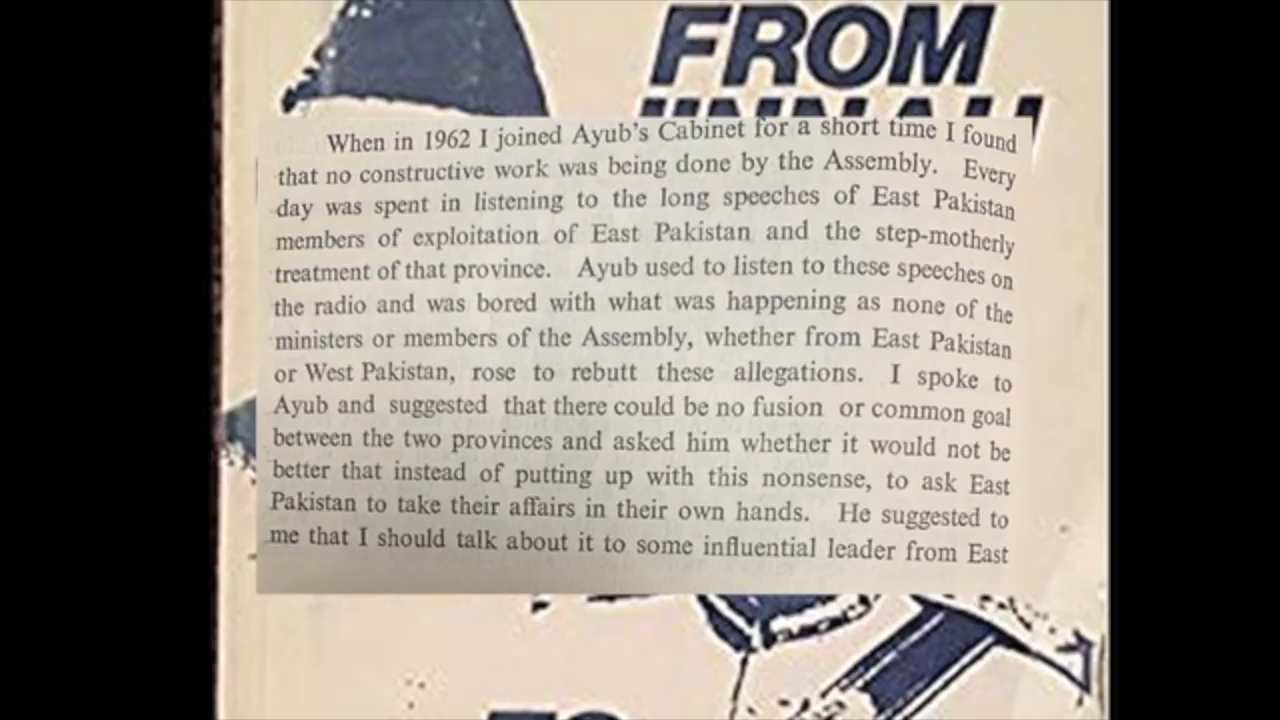 FROM
JINNAH
When in 1962 I joined Ayub's Cabinet for a short time I found
that no constructive work was being done by the Assembly. Every
day was spent in listening to the long speeches of East Pakistan
members of exploitation of East Pakistan and the step-motherly
treatment of that province. Ayub used to listen to these speeches on
the radio and was bored with what was happening as none of the
ministers or members of the Assembly, whether from East Pakistan
or West Pakistan, rose to rebutt these allegations. I spoke to
Ayub and suggested that there could be no fusion or common goal
between the two provinces and asked him whether it would not be
better that instead of putting up with this nonsense, to ask East
Pakistan to take their affairs in their own hands. He suggested to
me that I should talk about it to some influential leader from East
TO